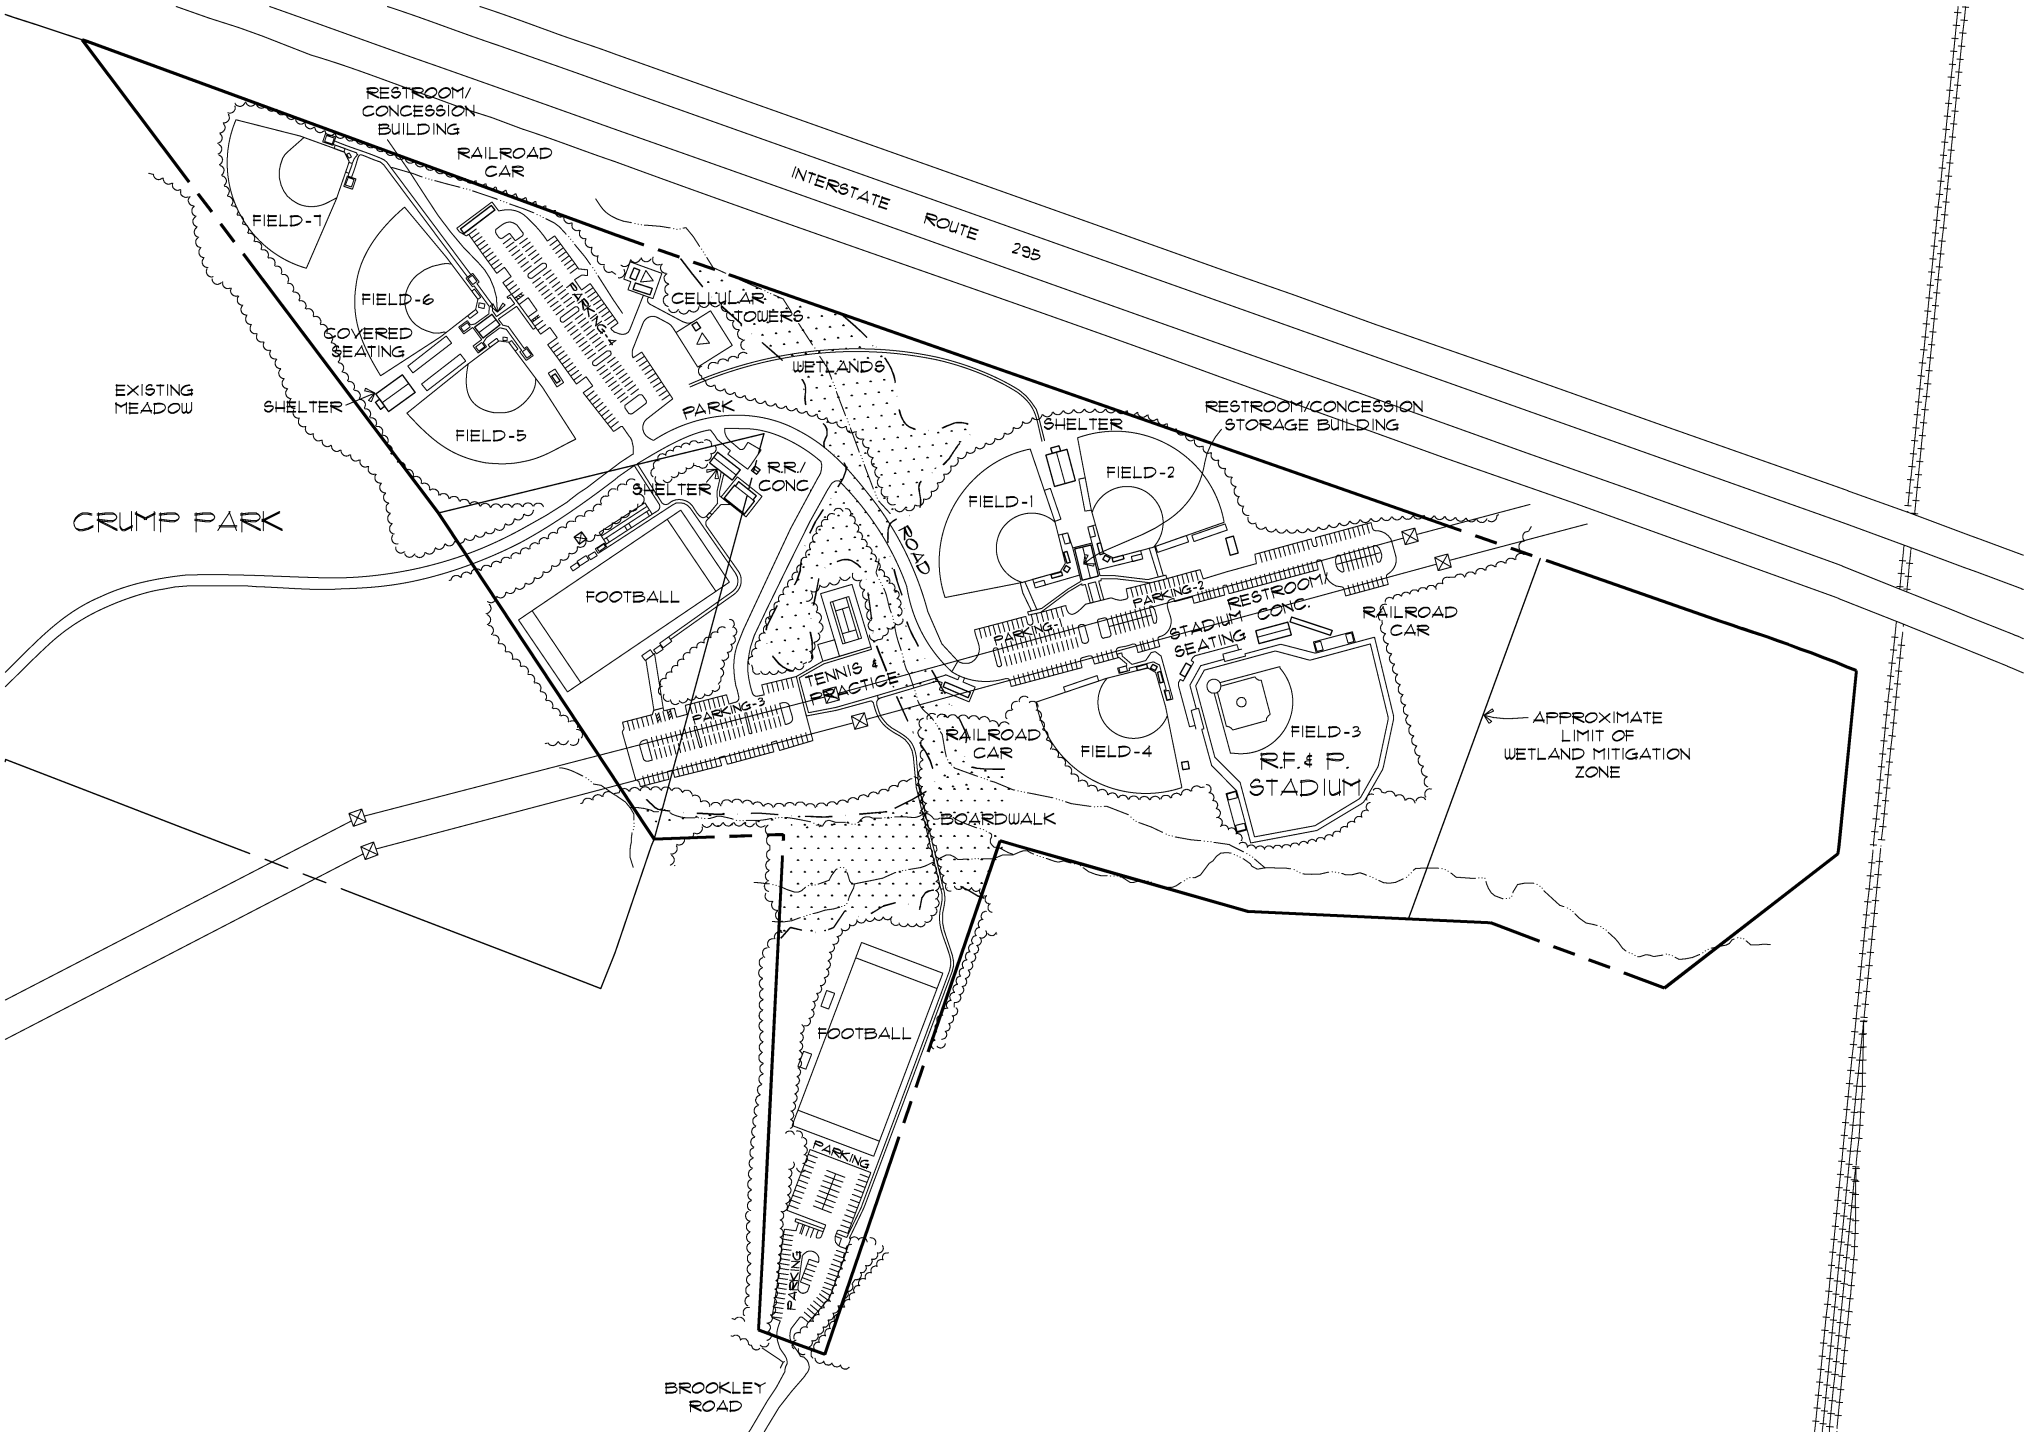 RESTROOM/
CONCESSION
BUILDING
RAILROAD
CAR
INTERSTATE ROUTE 295
FIELD-7
FIELD-6
COVERED
SEATING
PARKING-4
CELLULAR
TOWERS
WETLANDS
EXISTING
MEADOW
SHELTER
FIELD-5
PARK
ROAD
RESTROOM/CONCESSION
STORAGE BUILDING
SHELTER
FIELD-2
FIELD-1
R.R./
CONC.
SHELTER
CRUMP PARK
FOOTBALL
PARKING-2
PARKING-1
RESTROOM/
CONC.
STADIUM
SEATING
RAILROAD
CAR
TENNIS &
PRACTICE
PARKING-3
RAILROAD
CAR
FIELD-4
FIELD-3
R.F.& P.
STADIUM
APPROXIMATE
LIMIT OF
WETLAND MITIGATION
ZONE
BOARDWALK
FOOTBALL
PARKING
PARKING
BROOKLEY
ROAD